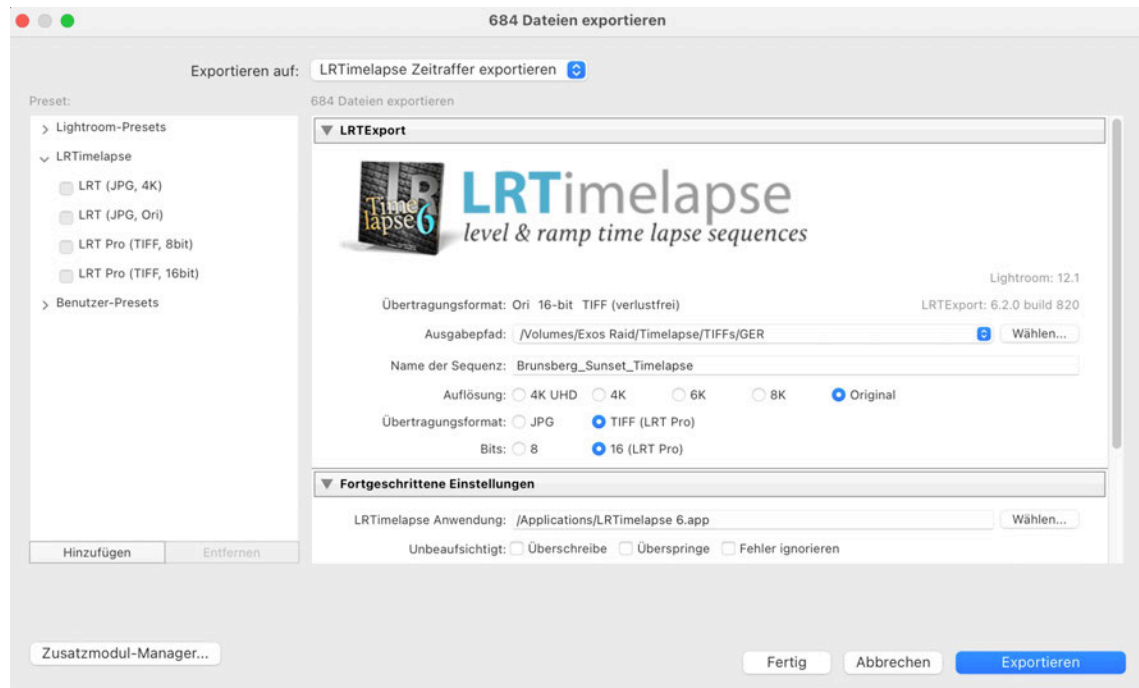 684 Dateien exportieren
Exportieren auf: LRTimelapse Zeitraffer exportieren
Preset:
684 Dateien exportieren
Lightroom-Presets
LRTimelapse
LRT (JPG, 4K)
LRT (JPG, Ori)
LRT Pro (TIFF, 8bit)
LRT Pro (TIFF, 16bit)
Benutzer-Presets
Hinzufügen Entfernen
LRTExport
LR
Time
lapse6
LRTimelapse
level & ramp time lapse sequences
Lightroom: 12.1
Übertragungsformat: Ori 16-bit TIFF (verlustfrei) LRTExport: 6.2.0 build 820
Ausgabepfad: /Volumes/Exos Raid/Timelapse/TIFFs/GER Wählen...
Name der Sequenz: Brunsberg_Sunset_Timelapse
Auflösung: 4K UHD 4K 6K 8K Original
Übertragungsformat: JPG TIFF (LRT Pro)
Bits: 8 16 (LRT Pro)
Fortgeschrittene Einstellungen
LRTimelapse Anwendung: /Applications/LRTimelapse 6.app Wählen...
Unbeaufsichtigt: Überschreibe Überspringe Fehler ignorieren
Zusatzmodul-Manager...
Fertig Abbrechen Exportieren